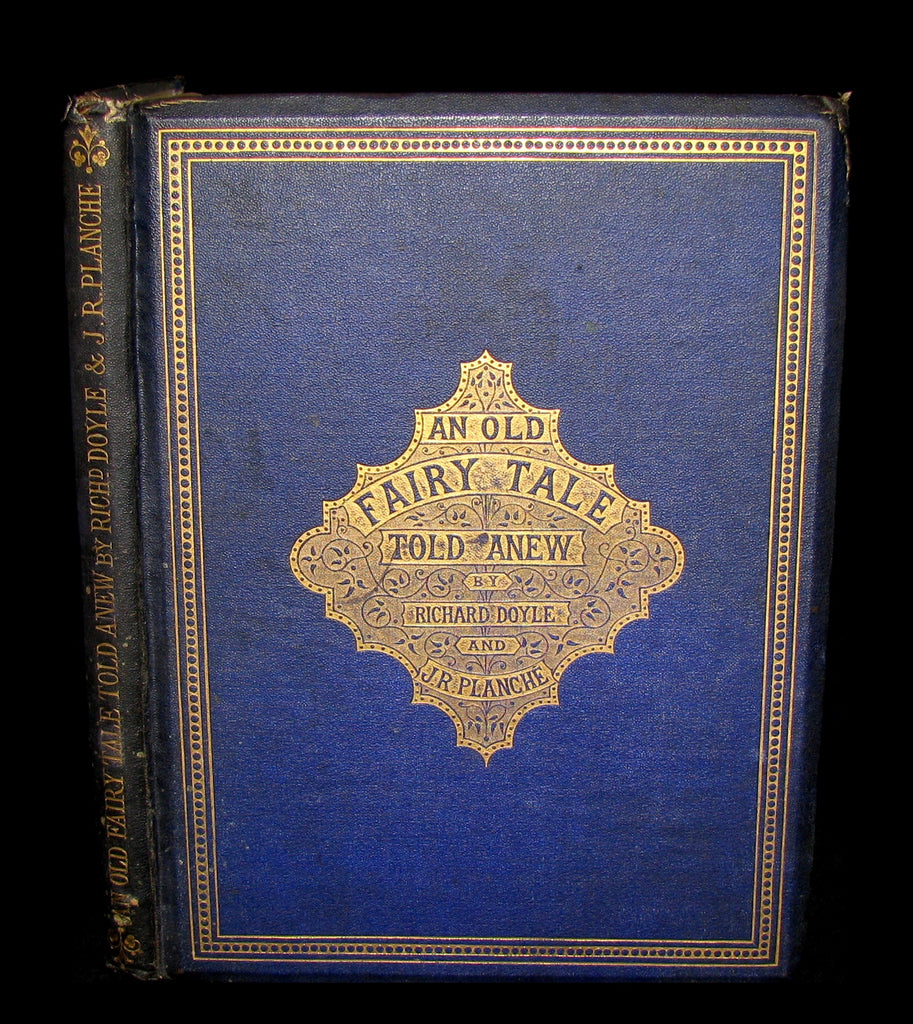 AN OLD FAIRY TALE TOLD ANEW BY RICHD DOYLE & J.R. PLANCHE
AN OLD
FAIRY TALE
TOLD ANEW
BY
RICHARD DOYLE
AND
J.R. PLANCHE